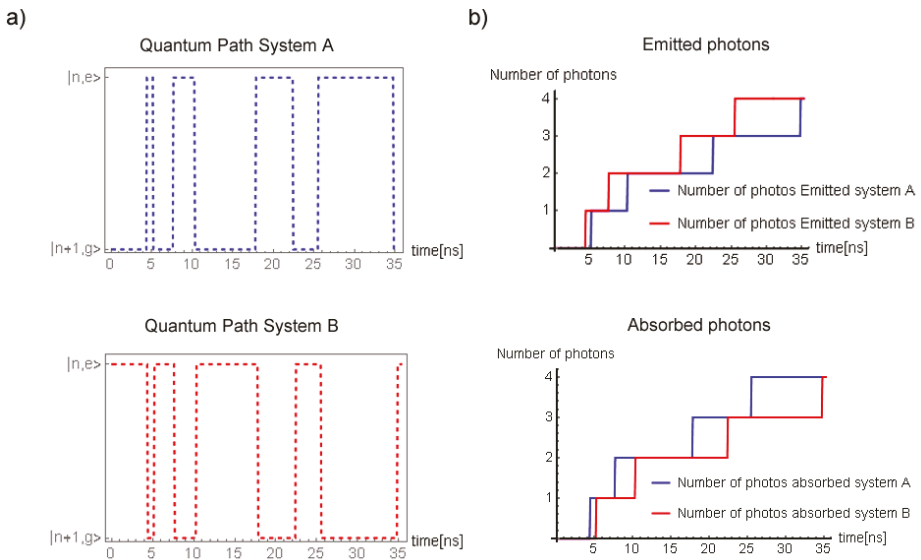 a)
Quantum Path System A
|n,e>
|n+1,g>
0 5 10 15 20 25 30 35
time[ns]
Quantum Path System B
|n,e>
|n+1,g>
0 5 10 15 20 25 30 35
time[ns]
b)
Emitted photons
Number of photons
4
3
2
1
Number of photos Emitted system A
Number of photos Emitted system B
5 10 15 20 25 30 35
time[ns]
Absorbed photons
Number of photons
4
3
2
1
Number of photos absorbed system A
Number of photos absorbed system B
5 10 15 20 25 30 35
time[ns]